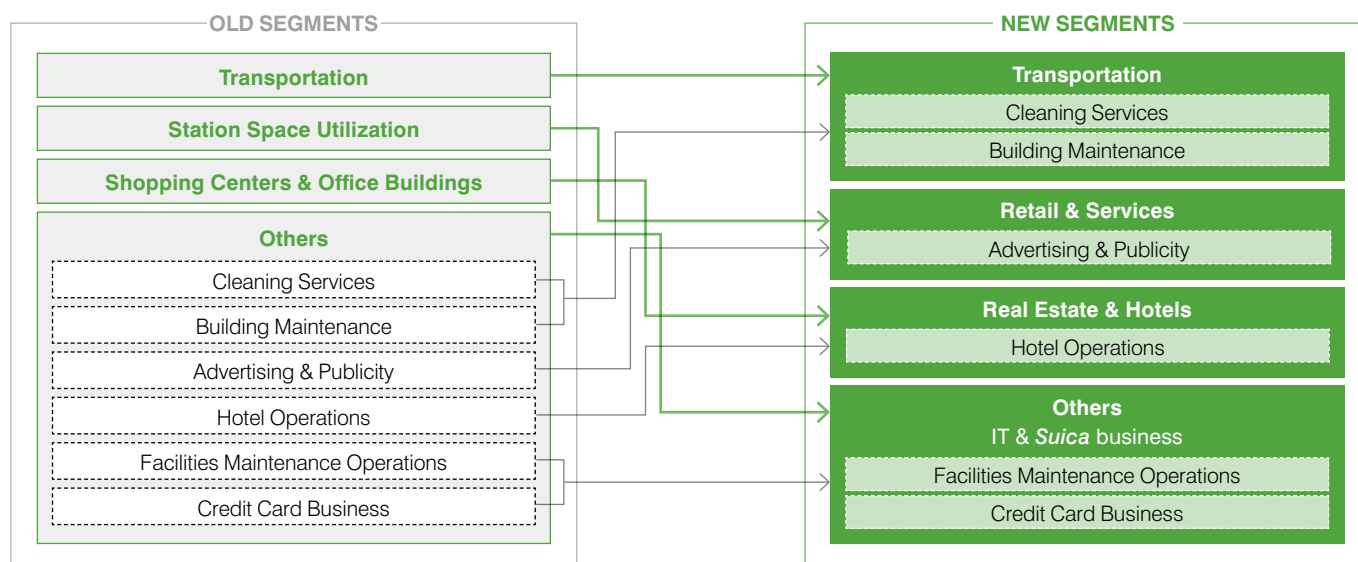 OLD SEGMENTS
Transportation
Station Space Utilization
Shopping Centers & Office Buildings
Others
Cleaning Services
Building Maintenance
Advertising & Publicity
Hotel Operations
Facilities Maintenance Operations
Credit Card Business
NEW SEGMENTS
Transportation
Cleaning Services
Building Maintenance
Retail & Services
Advertising & Publicity
Real Estate & Hotels
Hotel Operations
Others
IT & Suica business
Facilities Maintenance Operations
Credit Card Business